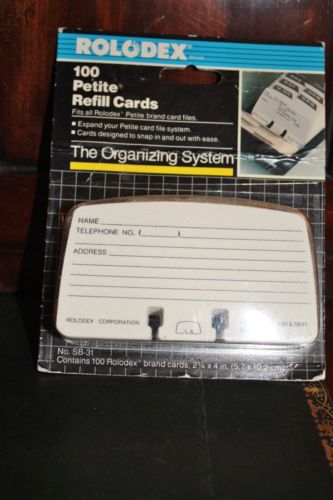 ROLODEX®
100
Petite®
Refill Cards
Fits all Rolodex® Petite brand card files.
• Expand your Petite card file system.
• Cards designed to snap in and out with ease.
The Organizing System
NAME
TELEPHONE NO. ( )
ADDRESS
ROLODEX CORPORATION
No. SB-31
Contains 100 Rolodex® brand cards, 2¼ x 4 in. (5.7 x 10.2 cm)